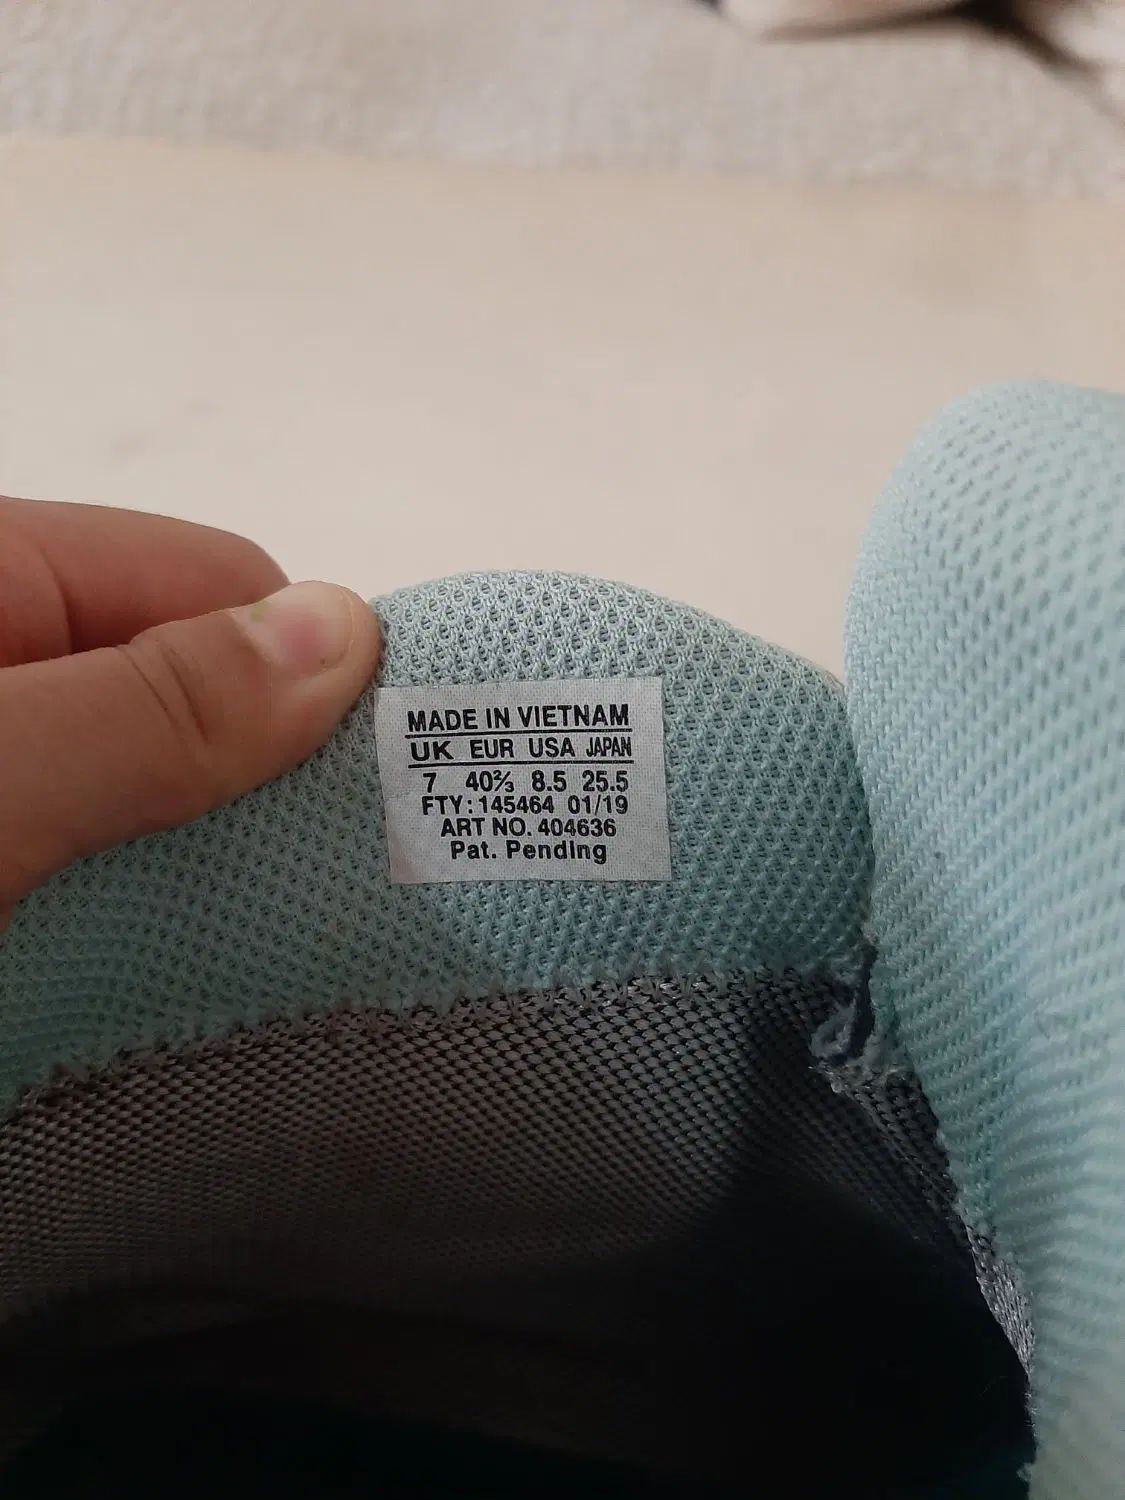 MADE IN VIETNAM
UK EUR USA JAPAN
7 40⅔ 8.5 25.5
FTY: 145464 01/19
ART NO. 404636
Pat. Pending